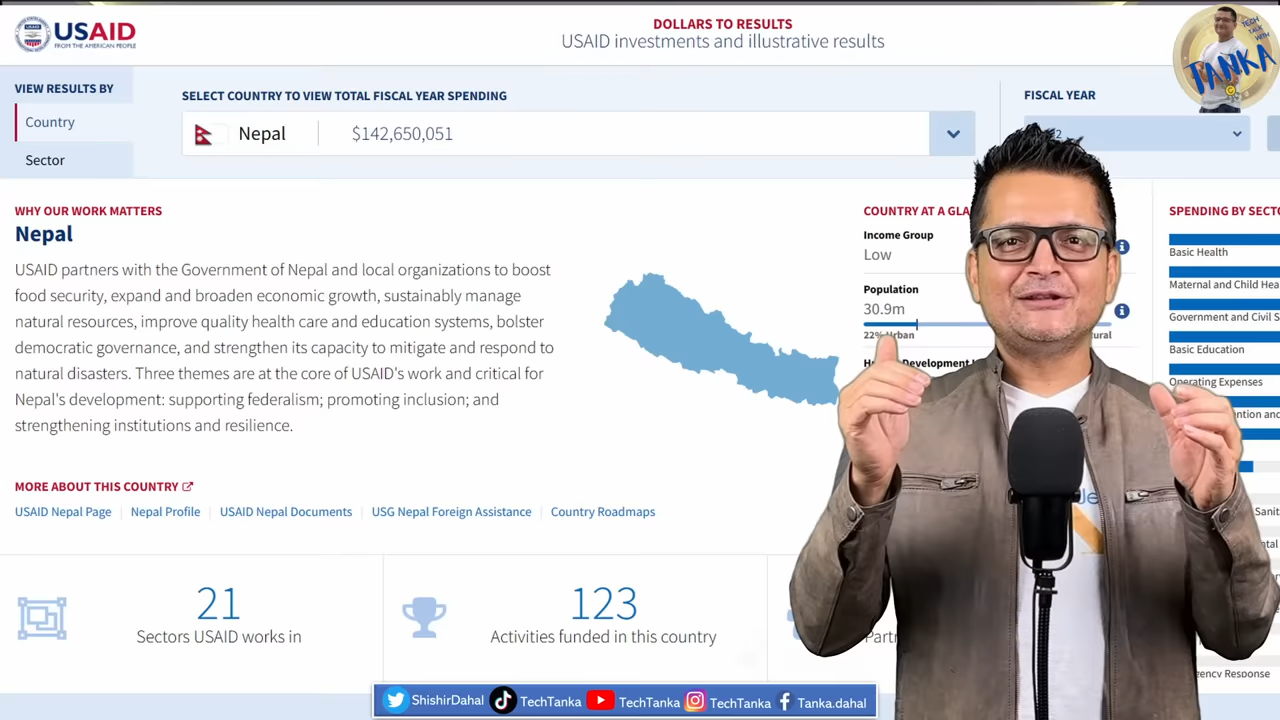 USAID
FROM THE AMERICAN PEOPLE
DOLLARS TO RESULTS
USAID investments and illustrative results
TECH
TALK
WITH
TANKA
VIEW RESULTS BY
Country
Sector
SELECT COUNTRY TO VIEW TOTAL FISCAL YEAR SPENDING
Nepal
$142,650,051
FISCAL YEAR
WHY OUR WORK MATTERS
Nepal
USAID partners with the Government of Nepal and local organizations to boost
food security, expand and broaden economic growth, sustainably manage
natural resources, improve quality health care and education systems, bolster
democratic governance, and strengthen its capacity to mitigate and respond to
natural disasters. Three themes are at the core of USAID's work and critical for
Nepal's development: supporting federalism; promoting inclusion; and
strengthening institutions and resilience.
MORE ABOUT THIS COUNTRY
USAID Nepal Page
Nepal Profile
USAID Nepal Documents
USG Nepal Foreign Assistance
Country Roadmaps
COUNTRY AT A
Income Group
Low
Population
30.9m
22% Urban
Development
SPENDING BY
Basic Health
Maternal and Child
Government and Civil
Basic Education
Operating Expenses
Response
21
Sectors USAID works in
123
Activities funded in this country
ShishirDahal
TechTanka
TechTanka
TechTanka
Tanka.dahal